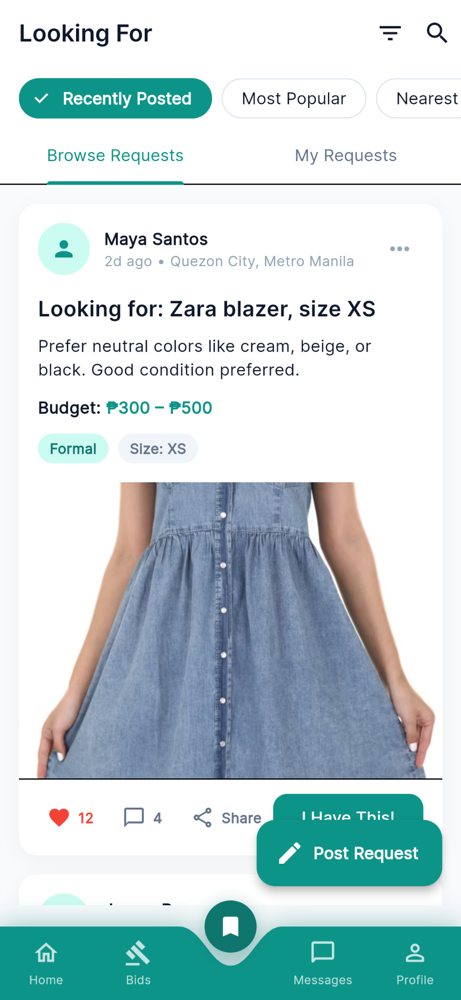 Looking For
Recently Posted
Most Popular
Nearest
Browse Requests
My Requests
Maya Santos
2d ago • Quezon City, Metro Manila
Looking for: Zara blazer, size XS
Prefer neutral colors like cream, beige, or
black. Good condition preferred.
Budget: ₱300 – ₱500
Formal
Size: XS
12
4
Share
I Have This!
Post Request
Home
Bids
Messages
Profile